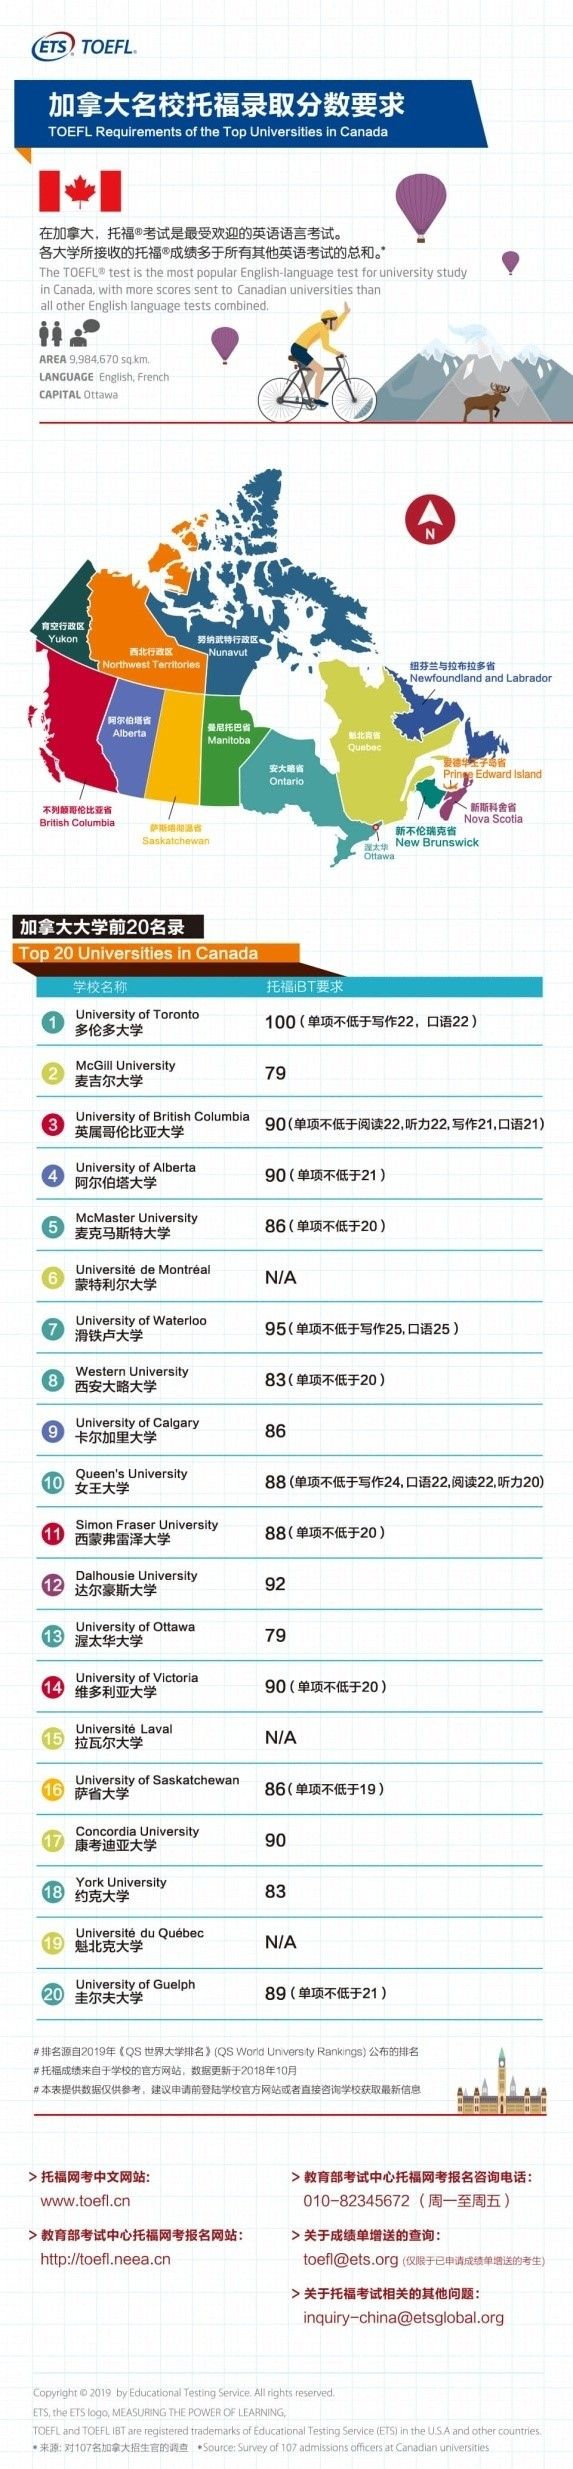 ETS TOEFL
加拿大名校托福录取分数要求
TOEFL Requirements of the Top Universities in Canada
在加拿大，托福®考试是最受欢迎的英语语言考试。
各大学所接收的托福®成绩多于所有其他英语考试的总和。*
The TOEFL® test is the most popular English-language test for university study
in Canada, with more scores sent to Canadian universities than
all other English language tests combined.
AREA 9,984,670 sq.km.
LANGUAGE English, French
CAPITAL Ottawa
N
育空行政区
Yukon
西北行政区
Northwest Territories
努纳武特行政区
Nunavut
纽芬兰与拉布拉多省
Newfoundland and Labrador
阿尔伯塔省
Alberta
曼尼托巴省
Manitoba
魁北克省
Quebec
安大略省
Ontario
爱德华王子岛省
Prince Edward Island
不列颠哥伦比亚省
British Columbia
萨斯喀彻温省
Saskatchewan
新斯科舍省
Nova Scotia
新不伦瑞克省
New Brunswick
渥太华
Ottawa
加拿大大学前20名录
Top 20 Universities in Canada
学校名称 托福iBT要求
1 University of Toronto
多伦多大学 100（单项不低于写作22，口语22）
2 McGill University
麦吉尔大学 79
3 University of British Columbia
英属哥伦比亚大学 90(单项不低于阅读22,听力22,写作21,口语21)
4 University of Alberta
阿尔伯塔大学 90（单项不低于21）
5 McMaster University
麦克马斯特大学 86（单项不低于20）
6 Université de Montréal
蒙特利尔大学 N/A
7 University of Waterloo
滑铁卢大学 95（单项不低于写作25,口语25）
8 Western University
西安大略大学 83（单项不低于20）
9 University of Calgary
卡尔加里大学 86
10 Queen's University
女王大学 88 (单项不低于写作24,口语22,阅读22,听力20)
11 Simon Fraser University
西蒙弗雷泽大学 88（单项不低于20）
12 Dalhousie University
达尔豪斯大学 92
13 University of Ottawa
渥太华大学 79
14 University of Victoria
维多利亚大学 90（单项不低于20）
15 Université Laval
拉瓦尔大学 N/A
16 University of Saskatchewan
萨省大学 86（单项不低于19）
17 Concordia University
康考迪亚大学 90
18 York University
约克大学 83
19 Université du Québec
魁北克大学 N/A
20 University of Guelph
圭尔夫大学 89（单项不低于21）
# 排名源自2019年《QS 世界大学排名》(QS World University Rankings) 公布的排名
# 托福成绩来自于学校的官方网站，数据更新于2018年10月
# 本表提供数据仅供参考，建议申请前登陆学校官方网站或者直接咨询学校获取最新信息
> 托福网考中文网站：
www.toefl.cn
> 教育部考试中心托福网考报名网站：
http://toefl.neea.cn
> 教育部考试中心托福网考报名咨询电话：
010-82345672（周一至周五）
> 关于成绩单增送的查询：
toefl@ets.org (仅限于已申请成绩单增送的考生)
> 关于托福考试相关的其他问题：
inquiry-china@etsglobal.org
Copyright © 2019 by Educational Testing Service. All rights reserved.
ETS, the ETS logo, MEASURING THE POWER OF LEARNING,
TOEFL and TOEFL IBT are registered trademarks of Educational Testing Service (ETS) in the U.S.A and other countries.
* 来源: 对107名加拿大招生官的调查 *Source: Survey of 107 admissions officers at Canadian universities